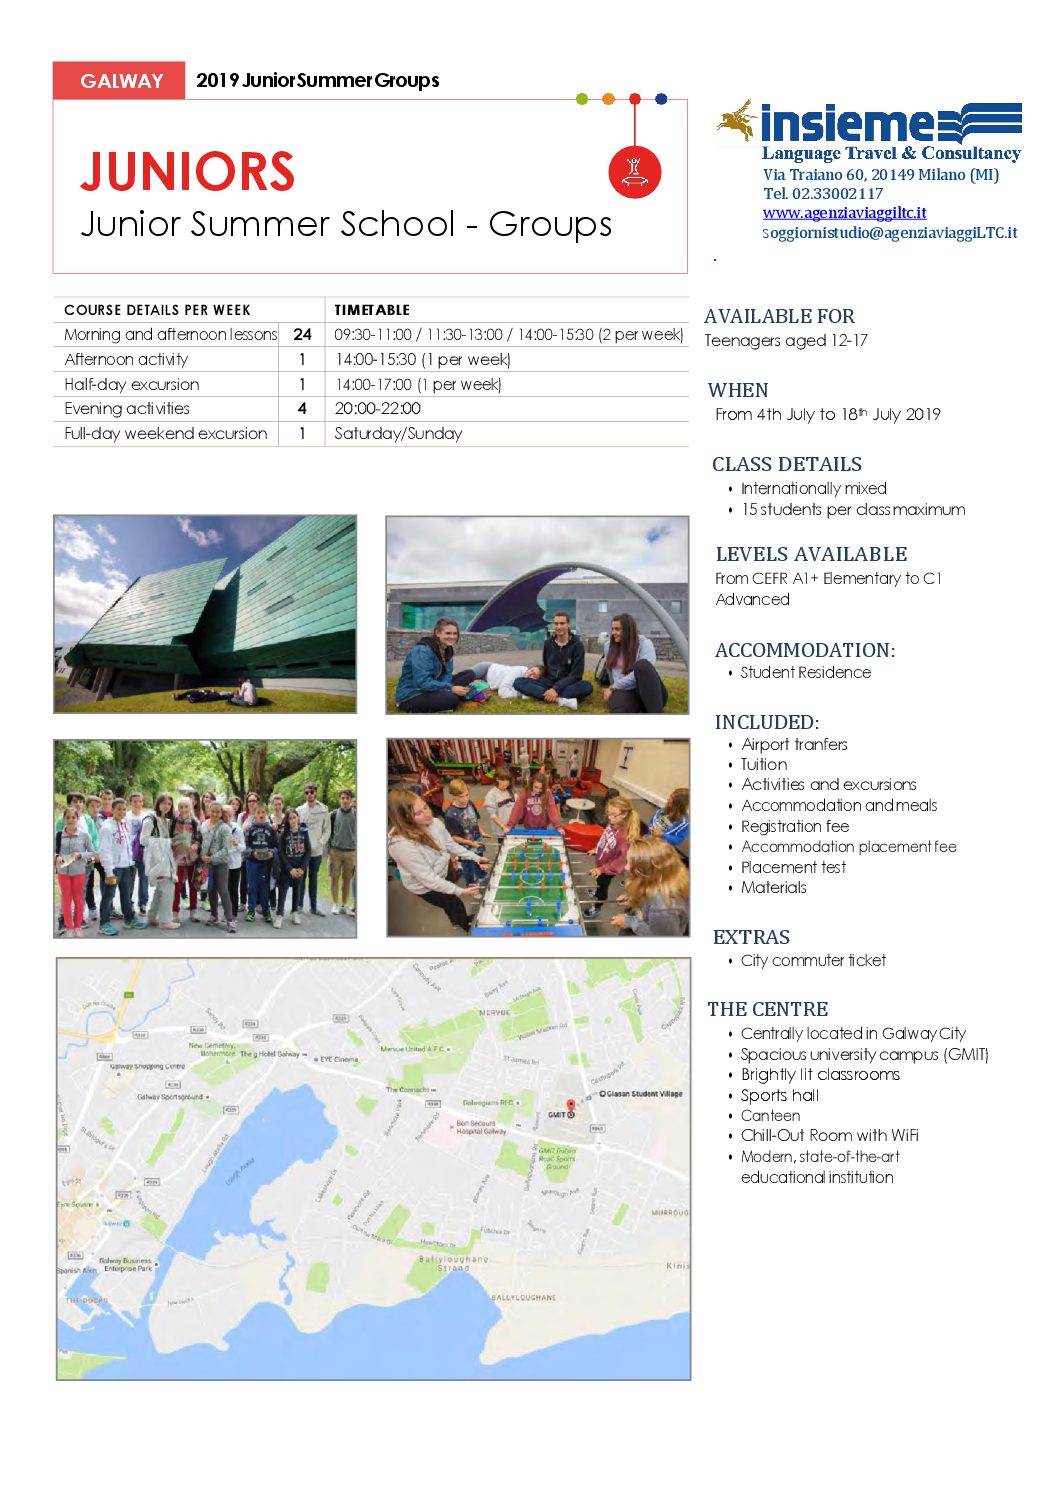 GALWAY
2019 Junior Summer Groups
JUNIORS
Junior Summer School - Groups
insieme
Language Travel & Consultancy
Via Traiano 60, 20149 Milano (MI)
Tel. 02.33002117
www.agenziaviaggiltc.it
soggiornistudio@agenziaviaggiLTC.it
.
COURSE DETAILS PER WEEK TIMETABLE
Morning and afternoon lessons 24 09:30-11:00 / 11:30-13:00 / 14:00-15:30 (2 per week)
Afternoon activity 1 14:00-15:30 (1 per week)
Half-day excursion 1 14:00-17:00 (1 per week)
Evening activities 4 20:00-22:00
Full-day weekend excursion 1 Saturday/Sunday
AVAILABLE FOR
Teenagers aged 12-17
WHEN
From 4th July to 18th July 2019
CLASS DETAILS
• Internationally mixed
• 15 students per class maximum
LEVELS AVAILABLE
From CEFR A1+ Elementary to C1
Advanced
ACCOMMODATION:
• Student Residence
INCLUDED:
• Airport tranfers
• Tuition
• Activities and excursions
• Accommodation and meals
• Registration fee
• Accommodation placement fee
• Placement test
• Materials
EXTRAS
• City commuter ticket
THE CENTRE
• Centrally located in Galway City
• Spacious university campus (GMIT)
• Brightly lit classrooms
• Sports hall
• Canteen
• Chill-Out Room with WiFi
• Modern, state-of-the-art
educational institution
MERVUE
New Cemetery,
Bohermore
The g Hotel Galway
EYE Cinema
Mervue United A.F.C
Galway Shopping Centre
Galway Sportsground
The Connachts
Galwegians RFC
Glasan Student Village
GMIT
Bon Secours
Hospital Galway
GMIT Dublin
Road Sports
Ground
Lough Atalia
Eyre Square
Galway
Galway Business
Enterprise Park
Spanish Arch
THE DOCKS
Ballyloughane
Strand
BALLYLOUGHANE
MURROUG
Kinis